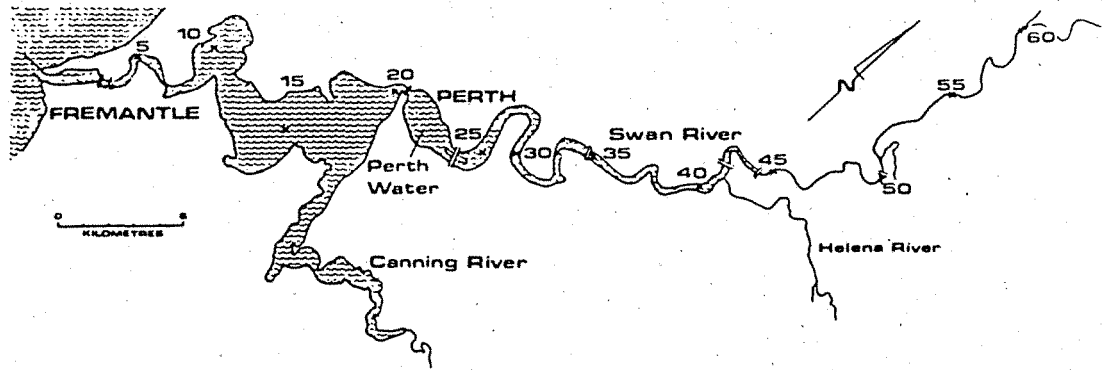 5
10
15
20
FREMANTLE
PERTH
25
Perth
Water
30
Swan River
35
40
45
50
55
60
N
Helena River
Canning River
0
KILOMETRES